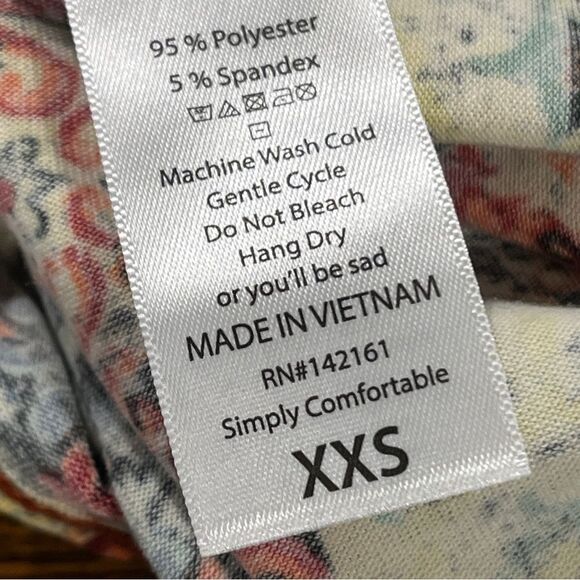 95 % Polyester
5 % Spandex
Machine Wash Cold
Gentle Cycle
Do Not Bleach
Hang Dry
or you'll be sad
MADE IN VIETNAM
RN#142161
Simply Comfortable
XXS